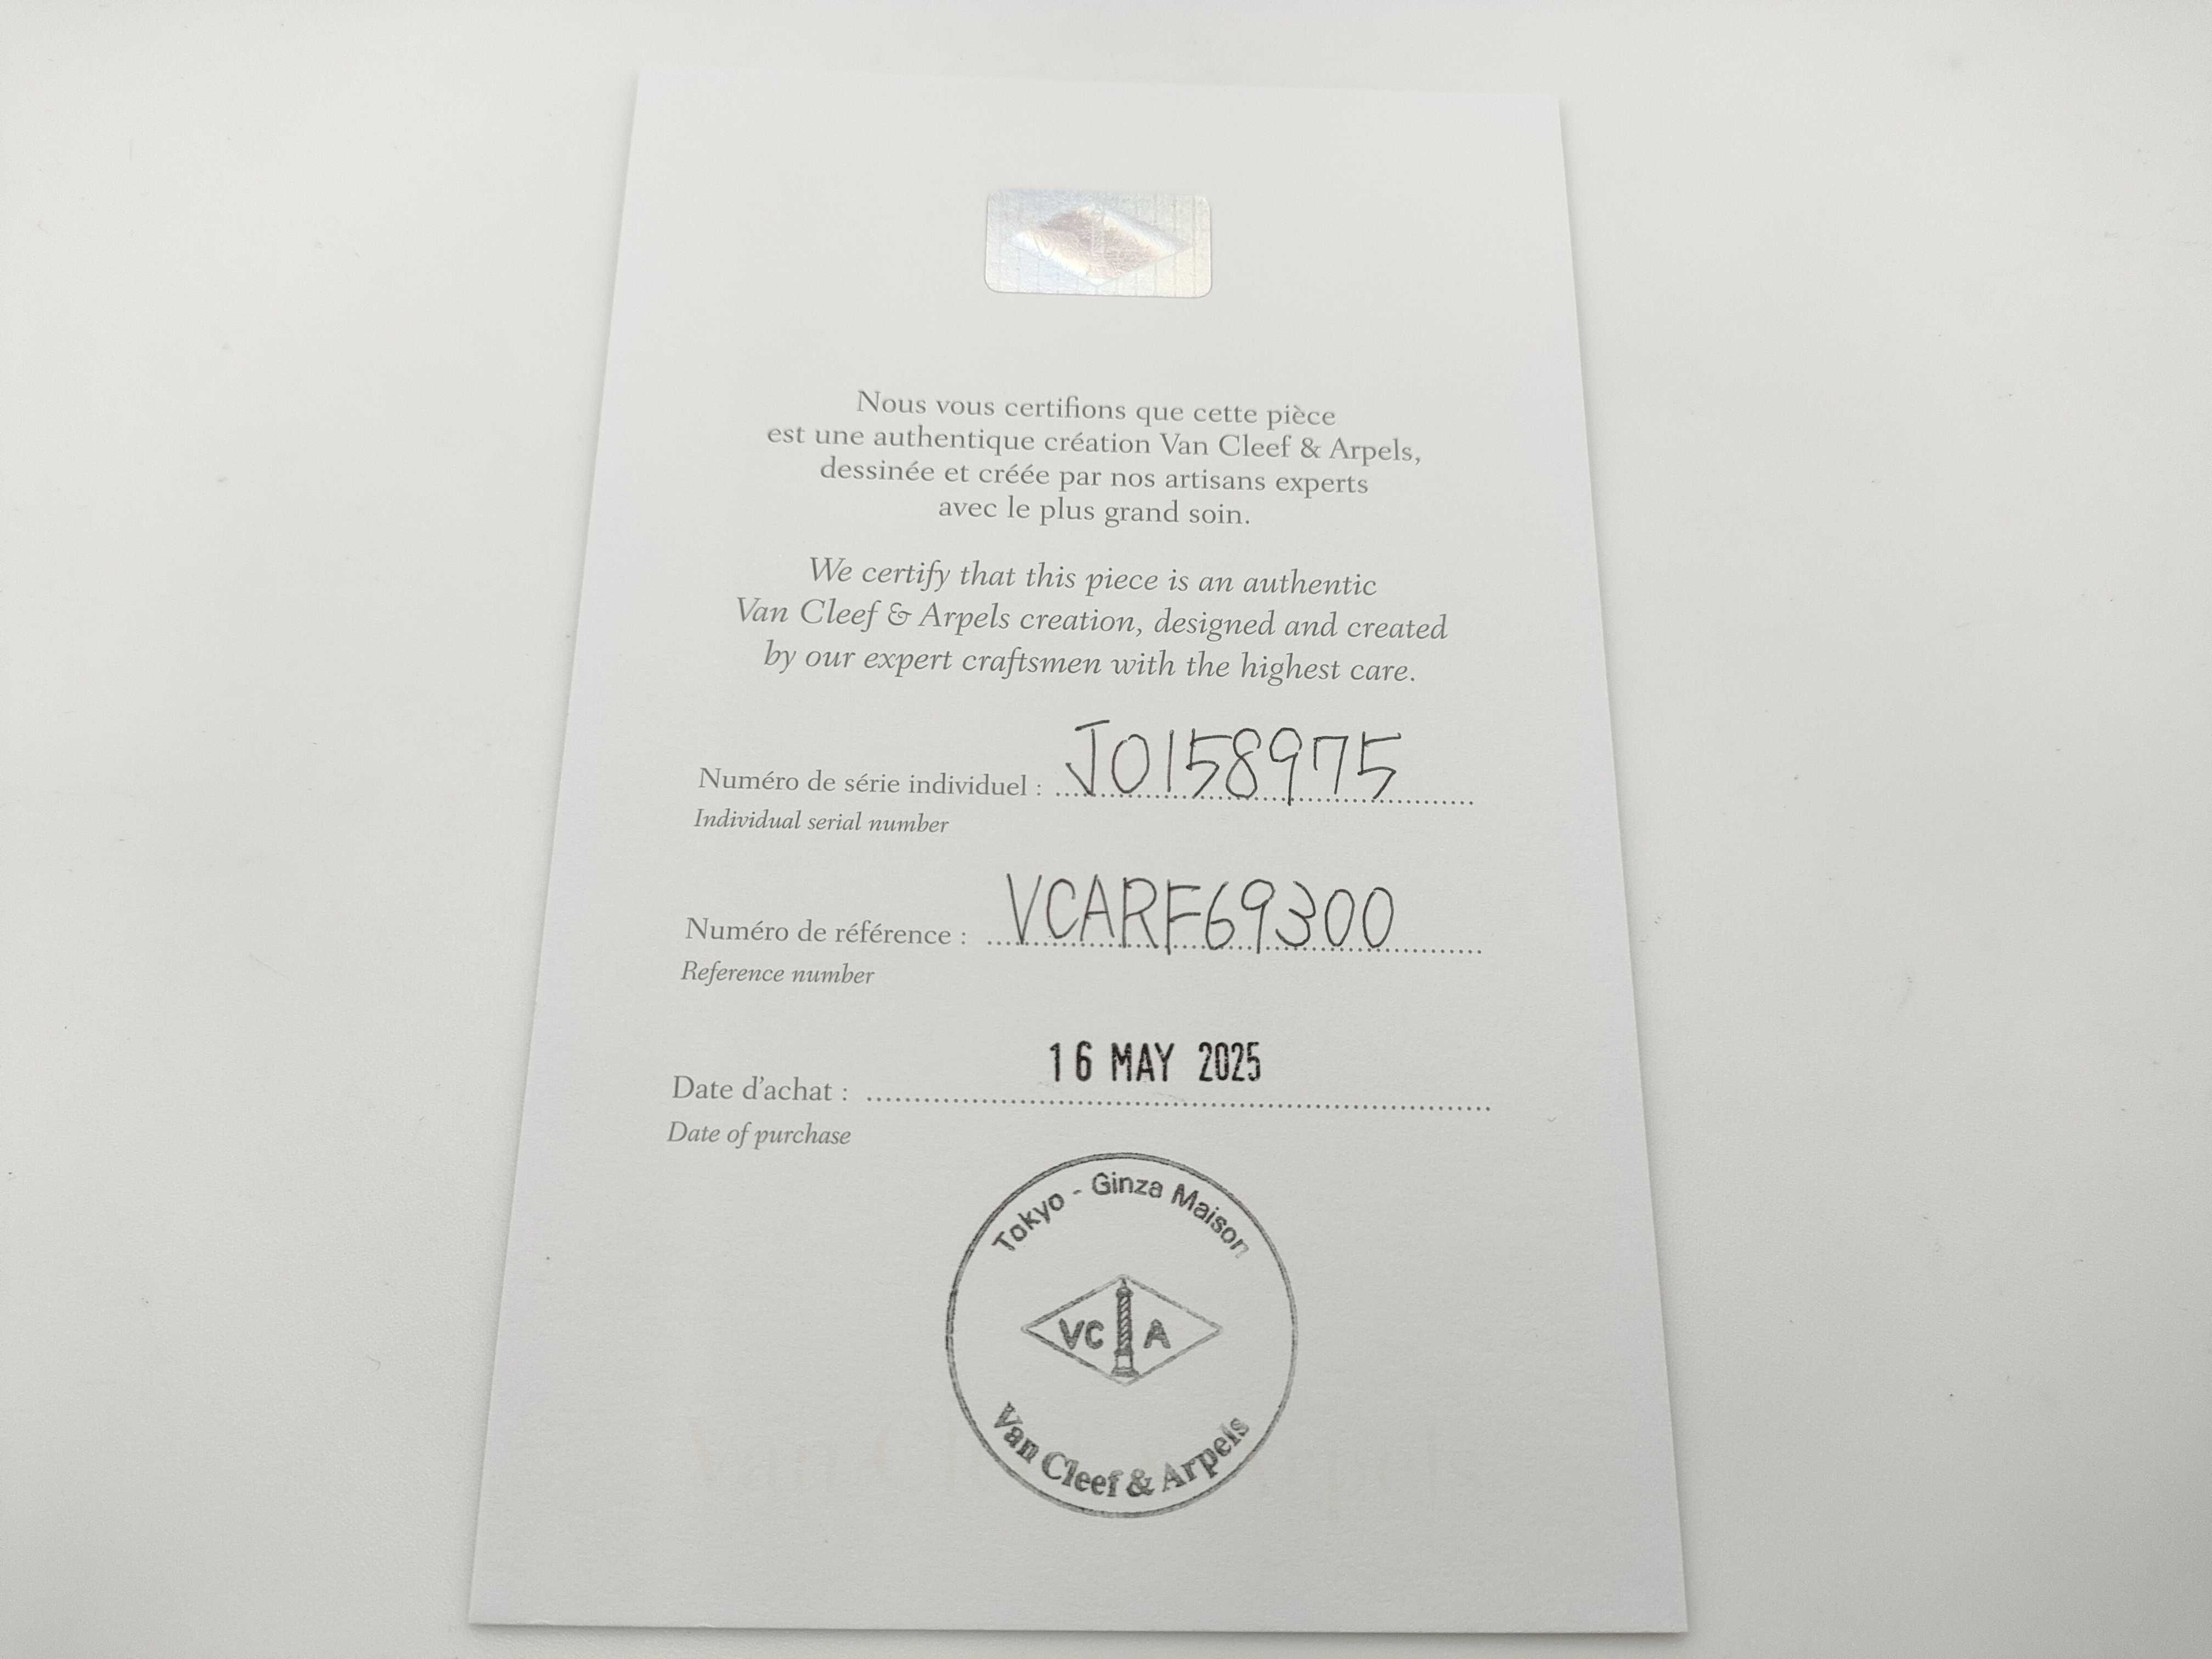 Nous vous certifions que cette pièce
est une authentique création Van Cleef & Arpels,
dessinée et créée par nos artisans experts
avec le plus grand soin.
We certify that this piece is an authentic
Van Cleef & Arpels creation, designed and created
by our expert craftsmen with the highest care.
Numéro de série individuel : JO158975
Individual serial number
Numéro de référence : VCARF69300
Reference number
16 MAY 2025
Date d'achat :
Date of purchase
Tokyo - Ginza Maison
VC A
Van Cleef & Arpels